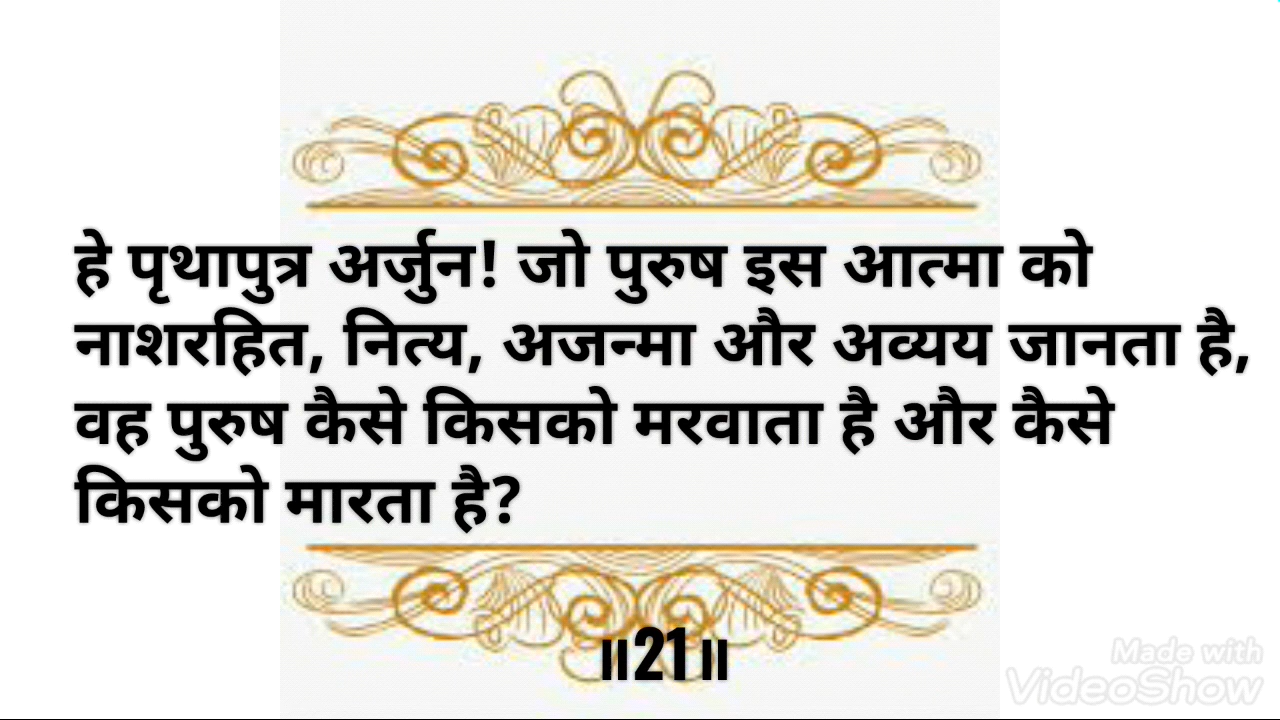 हे पृथापुत्र अर्जुन! जो पुरुष इस आत्मा को
नाशरहित, नित्य, अजन्मा और अव्यय जानता है,
वह पुरुष कैसे किसको मरवाता है और कैसे
किसको मारता है?
॥21॥
Made with
VideoShow